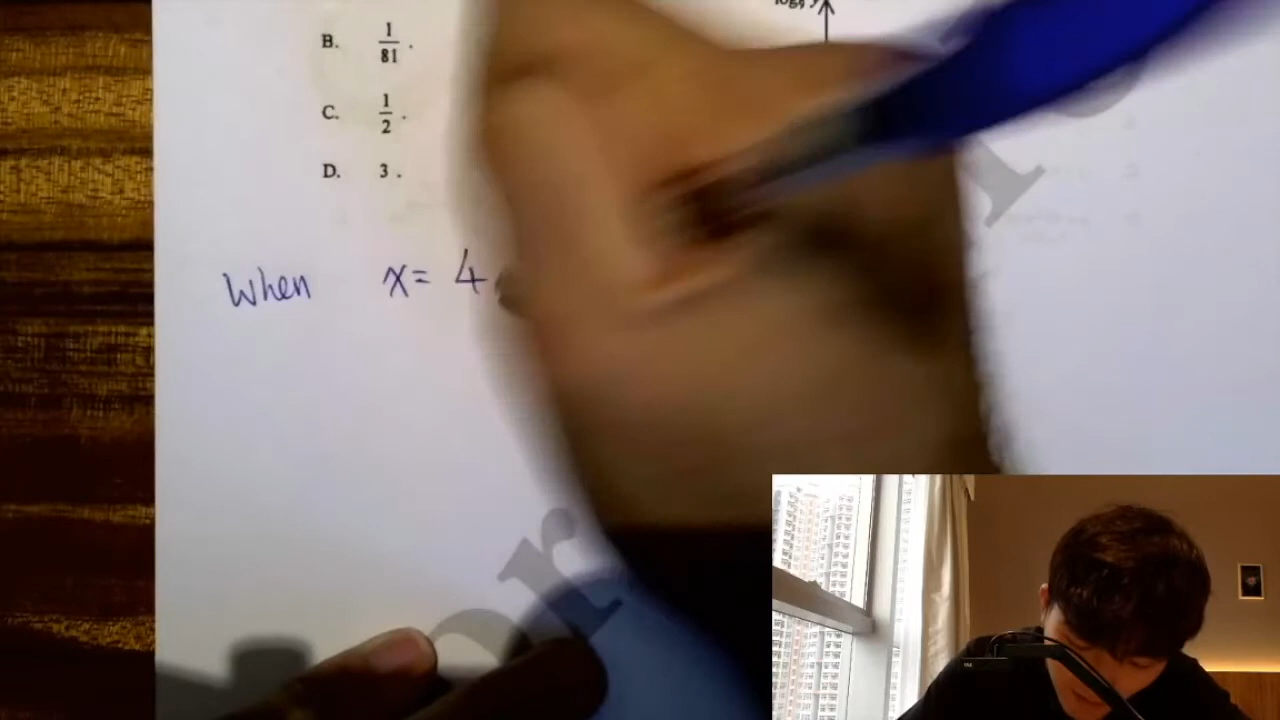 B. 1/81 .
C. 1/2 .
D. 3 .
When x = 4